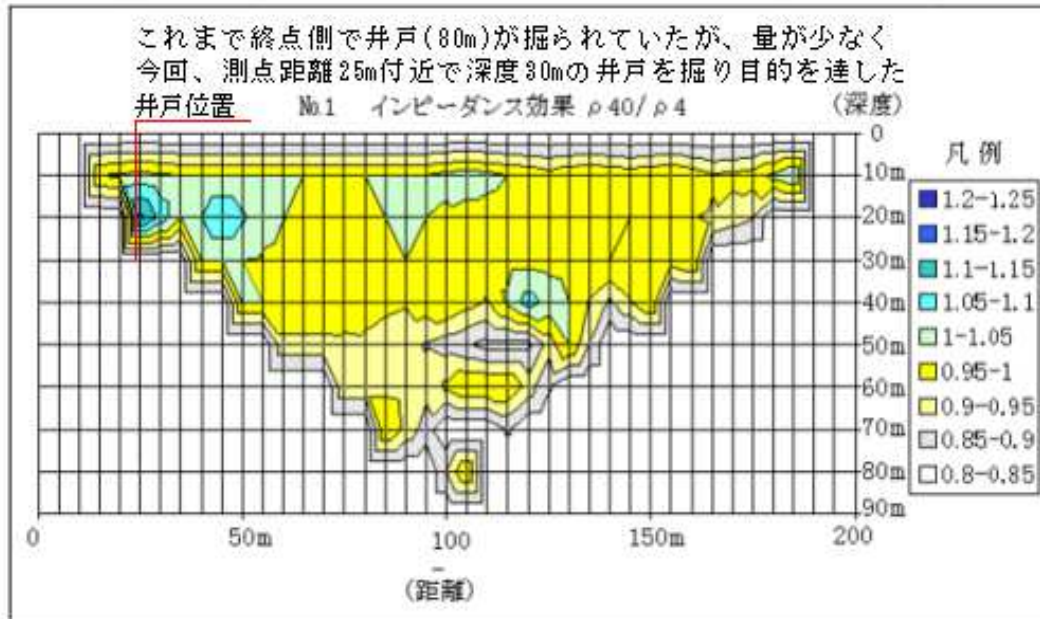 これまで終点側で井戸(80m)が掘られていたが、量が少なく
今回、測点距離25m付近で深度30mの井戸を掘り目的を達した
井戸位置
№1 インピーダンス効果 ρ40/ρ4
(深度)
0
10m
20m
30m
40m
50m
60m
70m
80m
90m
凡例
1.2-1.25
1.15-1.2
1.1-1.15
1.05-1.1
1-1.05
0.95-1
0.9-0.95
0.85-0.9
0.8-0.85
0 50m 100 150m 200
(距離)